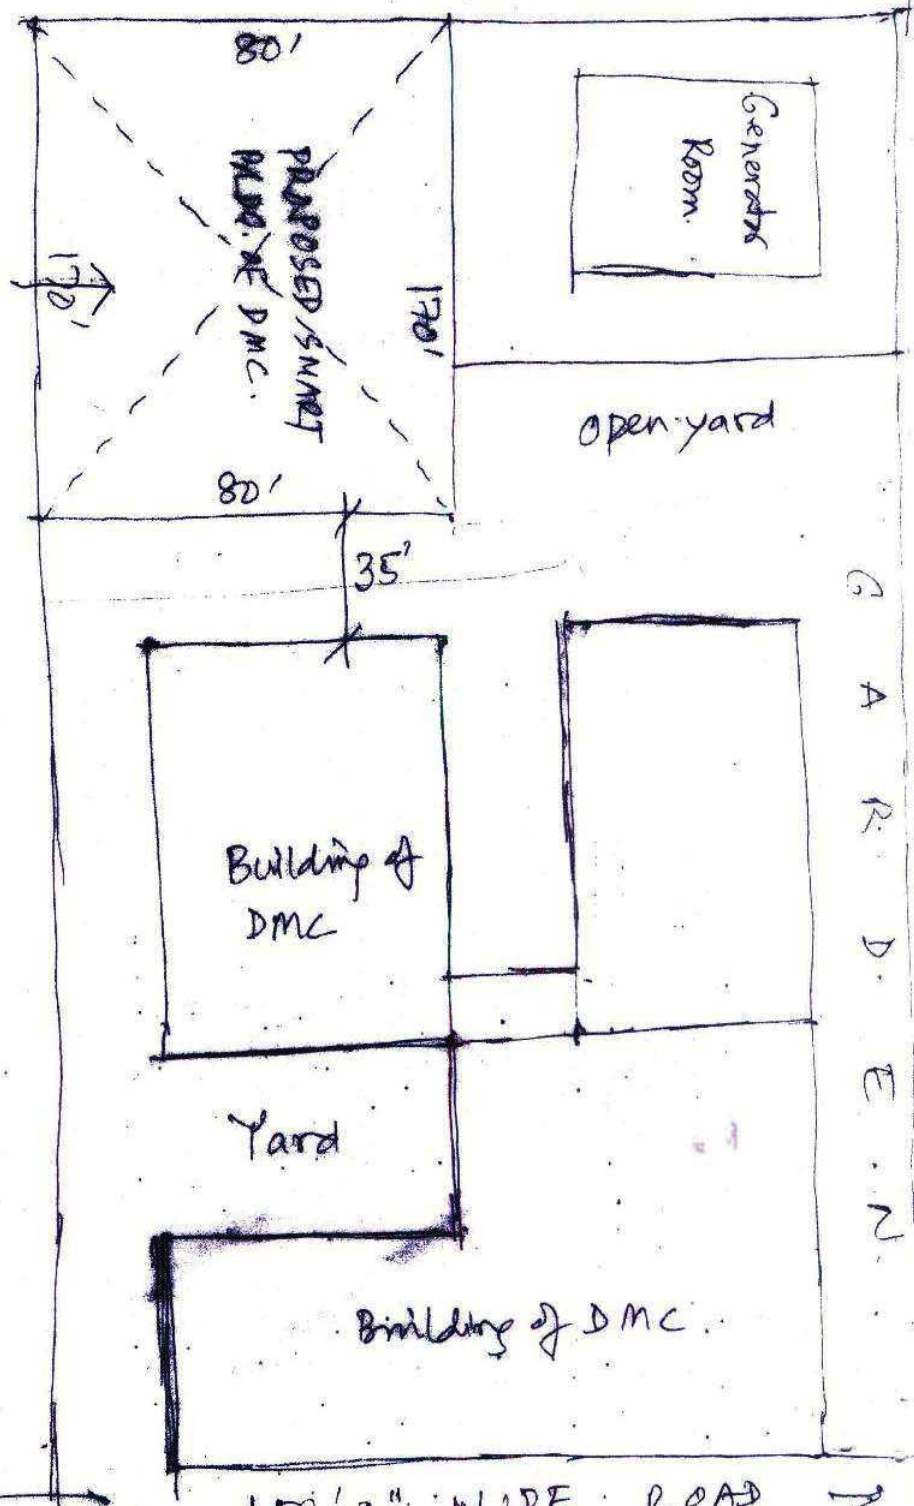 80'
Generator
Room.
PROPOSED SMART
BLDG. OF DMC.
170'
170'
open yard
80'
35'
GARDEN
Building of
DMC
Yard
Building of DMC.
WIDE ROAD